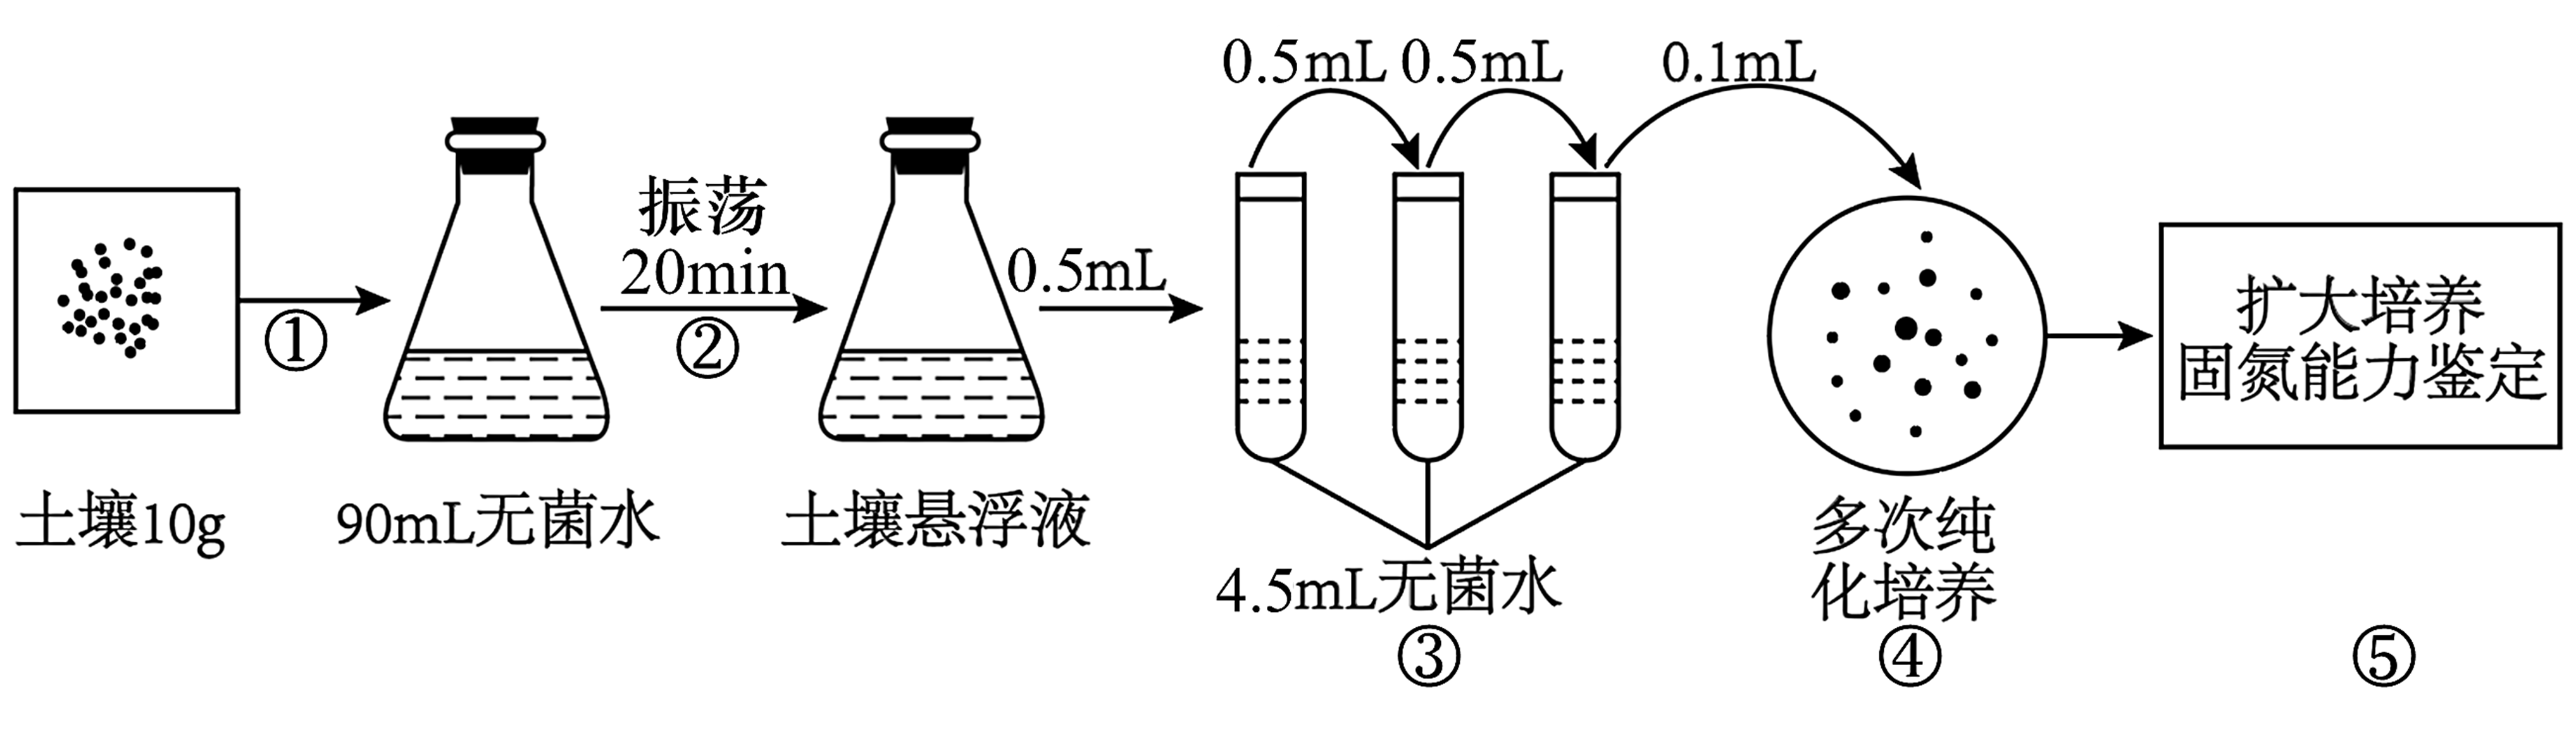 土壤10g
①
90mL无菌水
振荡
20min
②
土壤悬浮液
0.5mL
0.5mL
0.5mL
0.1mL
4.5mL无菌水
③
多次纯
化培养
④
扩大培养
固氮能力鉴定
⑤